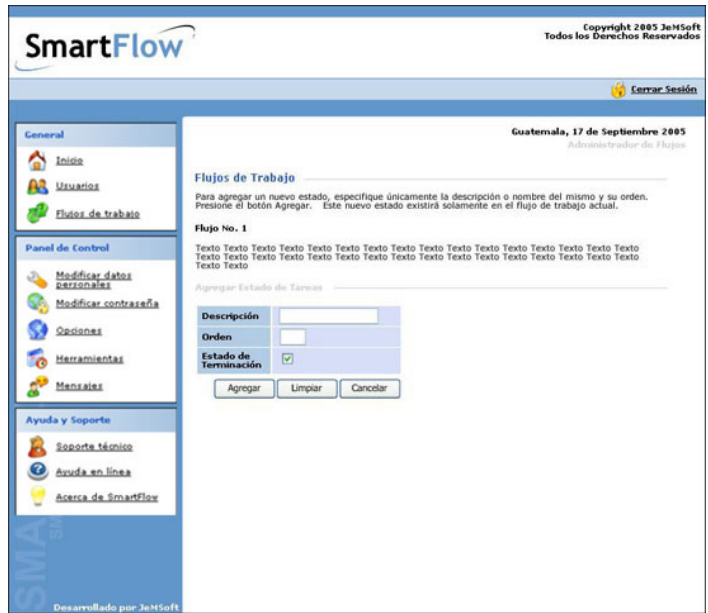 SmartFlow
Copyright 2005 JeMSoft
Todos los Derechos Reservados
Cerrar Sesión
General
Inicio
Usuarios
Flujos de trabajo
Panel de Control
Modificar datos
personales
Modificar contraseña
Opciones
Herramientas
Mensajes
Ayuda y Soporte
Soporte técnico
Ayuda en línea
Acerca de SmartFlow
SMA
SM
Desarrollado por JeMSoft
Guatemala, 17 de Septiembre 2005
Administrador de Flujos
Flujos de Trabajo
Para agregar un nuevo estado, especifique únicamente la descripción o nombre del mismo y su orden.
Presione el botón Agregar. Este nuevo estado existirá solamente en el flujo de trabajo actual.
Flujo No. 1
Texto Texto Texto Texto Texto Texto Texto Texto Texto Texto Texto Texto Texto Texto Texto Texto
Texto Texto Texto Texto Texto Texto Texto Texto Texto Texto Texto Texto Texto Texto Texto Texto
Texto Texto
Agregar Estado de Tareas
Descripción
Orden
Estado de
Terminación
Agregar
Limpiar
Cancelar